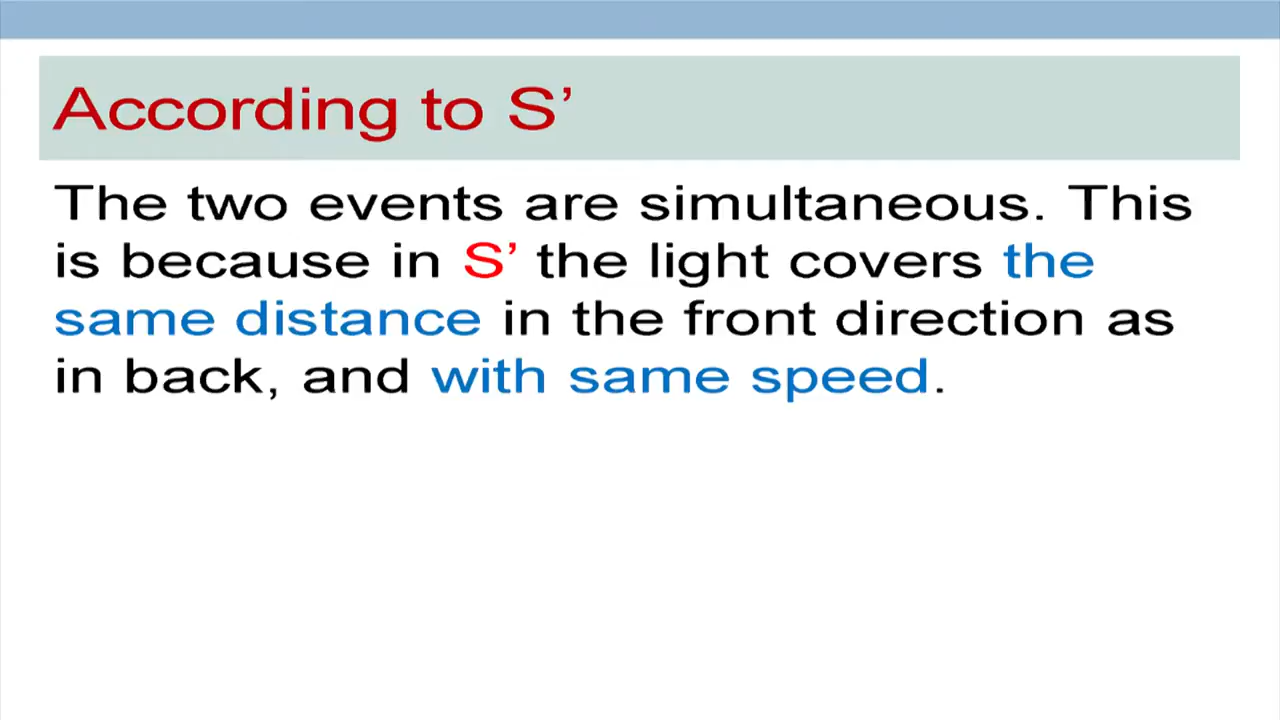 According to S’
The two events are simultaneous. This
is because in S’ the light covers the
same distance in the front direction as
in back, and with same speed.